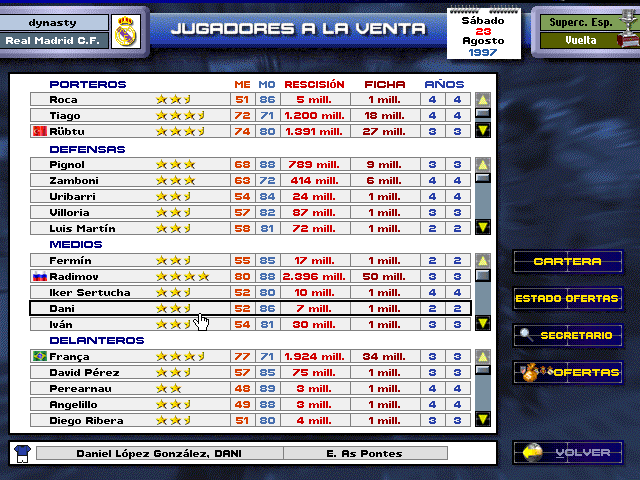 dynasty
Real Madrid C.F.
JUGADORES A LA VENTA
Sábado
23
Agosto
1997
Superc. Esp.
Vuelta
PORTEROS ME MO RESCISIÓN FICHA AÑOS
Roca 51 86 5 mill. 1 mill. 4 4
Tiago 72 71 1.200 mill. 18 mill. 4 4
Rübtu 74 80 1.391 mill. 27 mill. 3 3
DEFENSAS
Pignol 68 88 789 mill. 9 mill. 3 3
Zamboni 63 72 414 mill. 6 mill. 4 4
Uribarri 54 84 24 mill. 1 mill. 4 4
Villoria 57 82 87 mill. 1 mill. 3 3
Luis Martín 58 81 72 mill. 1 mill. 2 2
MEDIOS
Fermín 55 85 17 mill. 1 mill. 2 2
Radimov 80 88 2.396 mill. 50 mill. 3 3
Iker Sertucha 52 80 10 mill. 1 mill. 4 4
Dani 52 86 7 mill. 1 mill. 2 2
Iván 54 81 30 mill. 1 mill. 3 3
DELANTEROS
França 77 71 1.924 mill. 34 mill. 3 3
David Pérez 57 85 75 mill. 1 mill. 3 3
Perearnau 48 89 3 mill. 1 mill. 4 4
Angelillo 49 88 3 mill. 1 mill. 4 4
Diego Ribera 51 80 4 mill. 1 mill. 3 3
CARTERA
ESTADO OFERTAS
SECRETARIO
OFERTAS
Daniel López González, DANI E. As Pontes
VOLVER